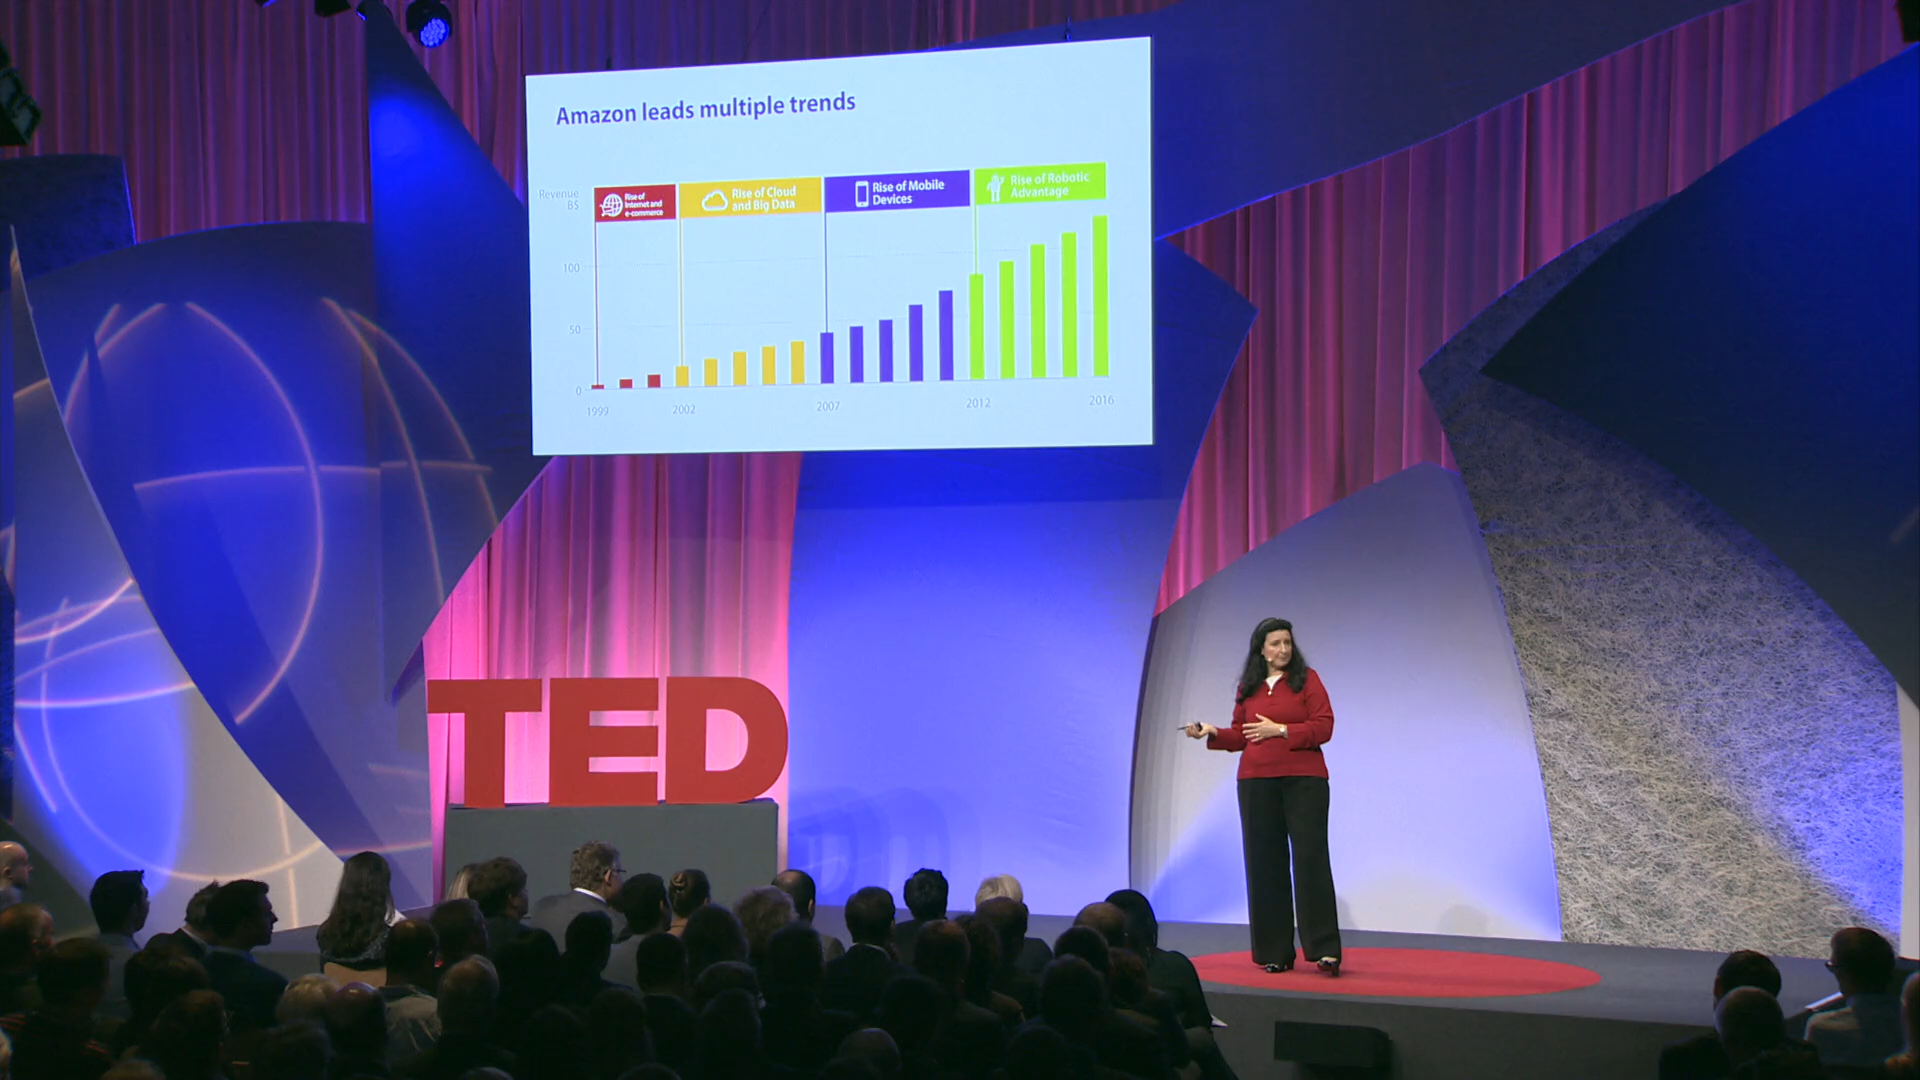 Amazon leads multiple trends
Revenue
B$
Rise of
Internet and
e-commerce
Rise of Cloud
and Big Data
Rise of Mobile
Devices
Rise of Robotic
Advantage
100
50
0
1999
2002
2007
2012
2016
TED